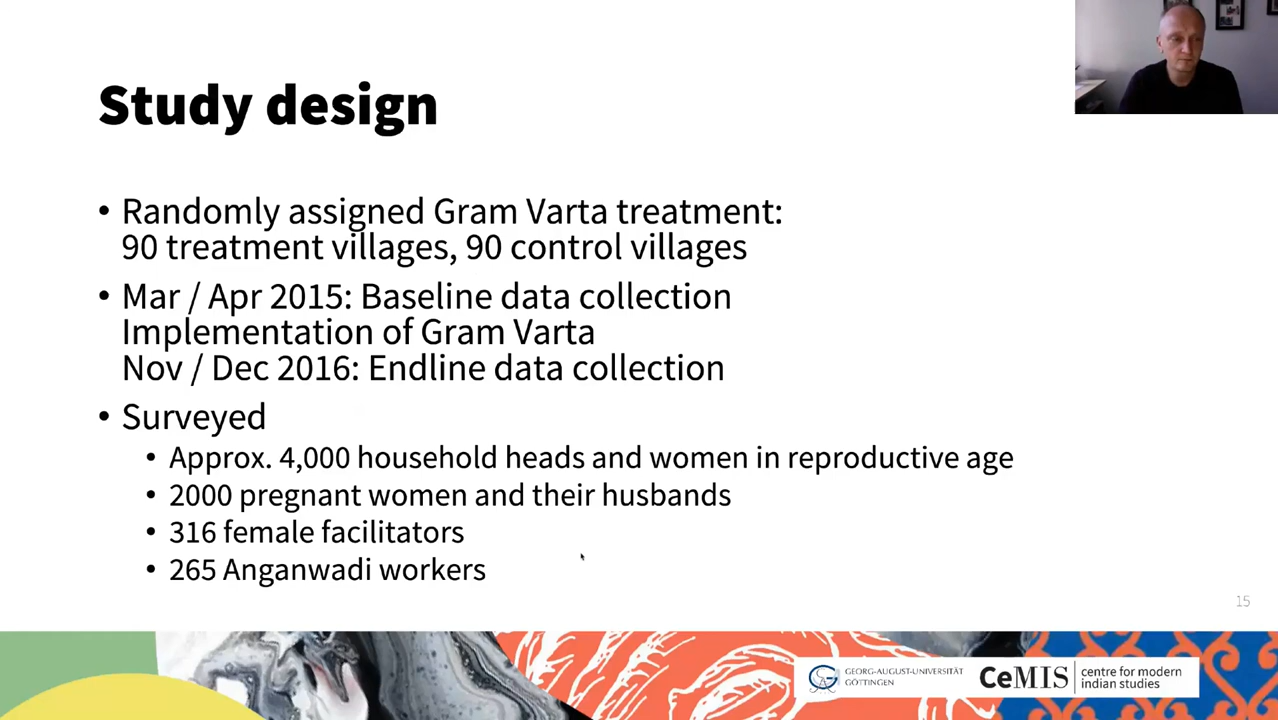 Study design
• Randomly assigned Gram Varta treatment:
90 treatment villages, 90 control villages
• Mar / Apr 2015: Baseline data collection
Implementation of Gram Varta
Nov / Dec 2016: Endline data collection
• Surveyed
• Approx. 4,000 household heads and women in reproductive age
• 2000 pregnant women and their husbands
• 316 female facilitators
• 265 Anganwadi workers
15
GEORG-AUGUST-UNIVERSITÄT
GÖTTINGEN
CeMIS
centre for modern
indian studies